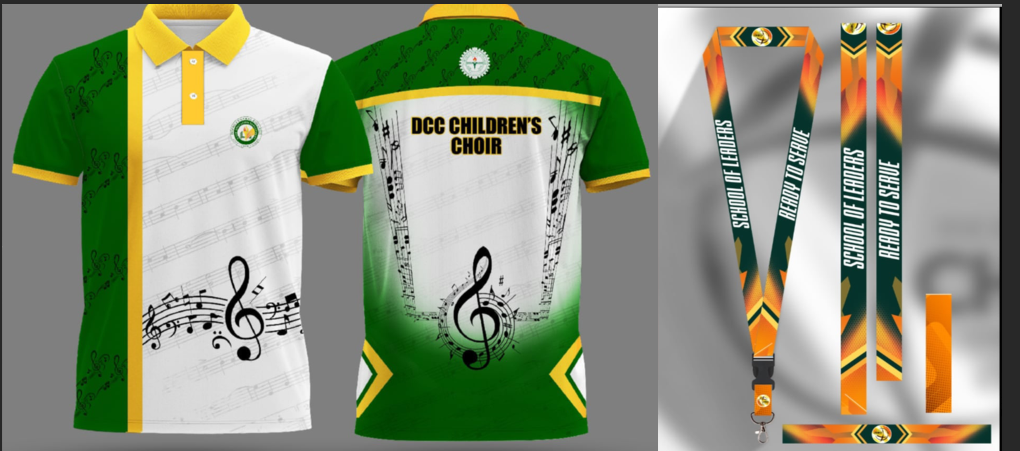 DCC CHILDREN'S
CHOIR
SCHOOL OF LEADERS
READY TO SERVE
SCHOOL OF LEADERS
READY TO SERVE